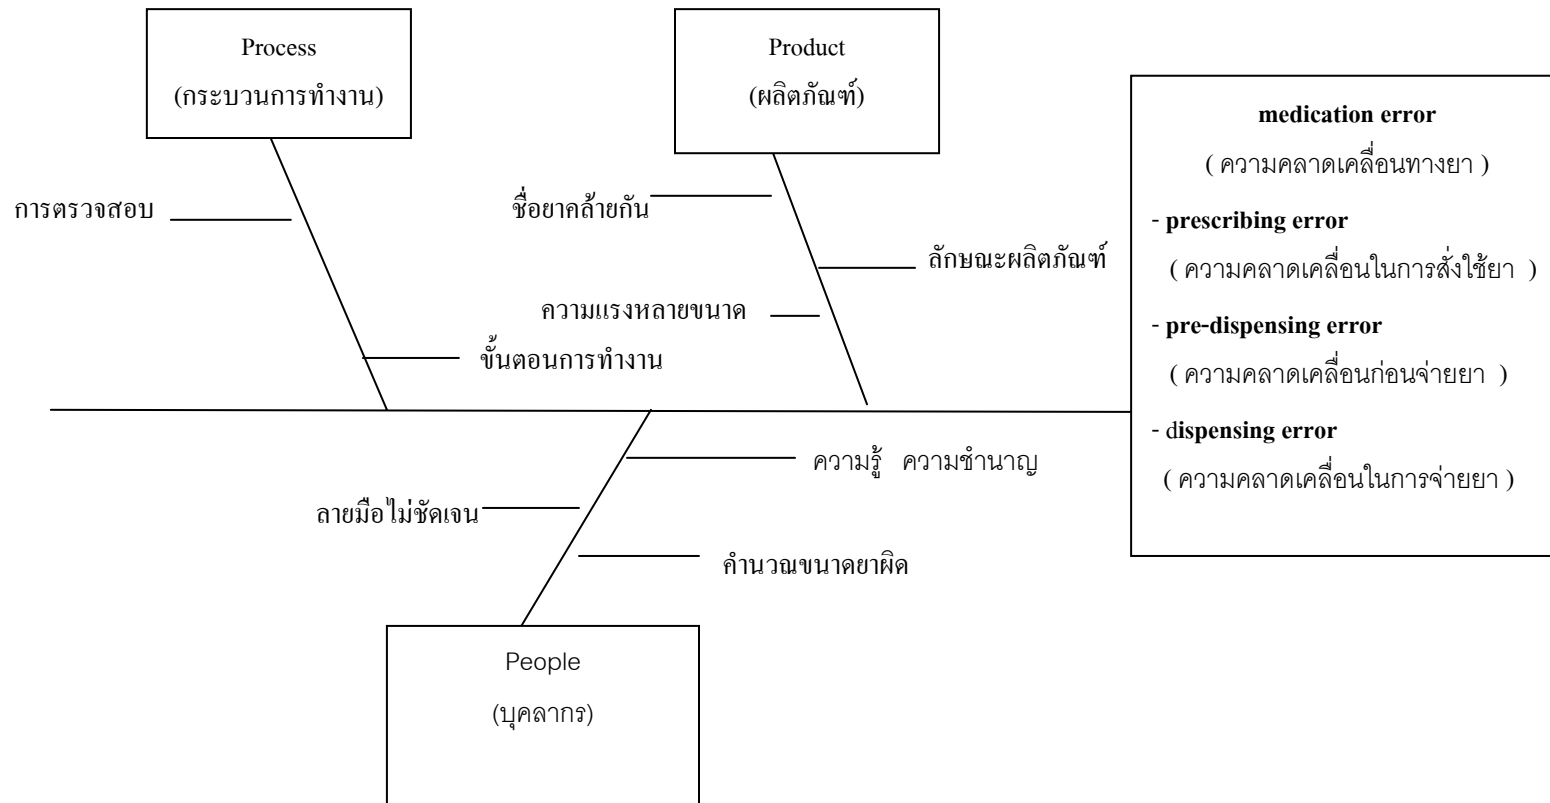 Process
(กระบวนการทำงาน)
Product
(ผลิตภัณฑ์)
medication error
( ความคลาดเคลื่อนทางยา )
- prescribing error
( ความคลาดเคลื่อนในการสั่งใช้ยา )
- pre-dispensing error
( ความคลาดเคลื่อนก่อนจ่ายยา )
- dispensing error
( ความคลาดเคลื่อนในการจ่ายยา )
การตรวจสอบ
ขั้นตอนการทำงาน
ชื่อยาคล้ายกัน
ลักษณะผลิตภัณฑ์
ความแรงหลายขนาด
ความรู้ ความชำนาญ
ลายมือไม่ชัดเจน
คำนวณขนาดยาผิด
People
(บุคลากร)